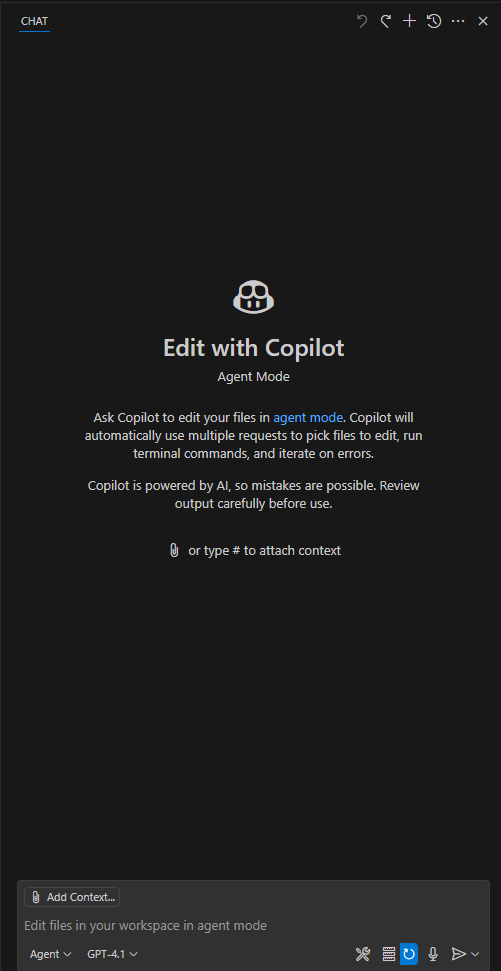 CHAT
Edit with Copilot
Agent Mode
Ask Copilot to edit your files in agent mode. Copilot will
automatically use multiple requests to pick files to edit, run
terminal commands, and iterate on errors.
Copilot is powered by AI, so mistakes are possible. Review
output carefully before use.
or type # to attach context
Add Context...
Edit files in your workspace in agent mode
Agent GPT-4.1